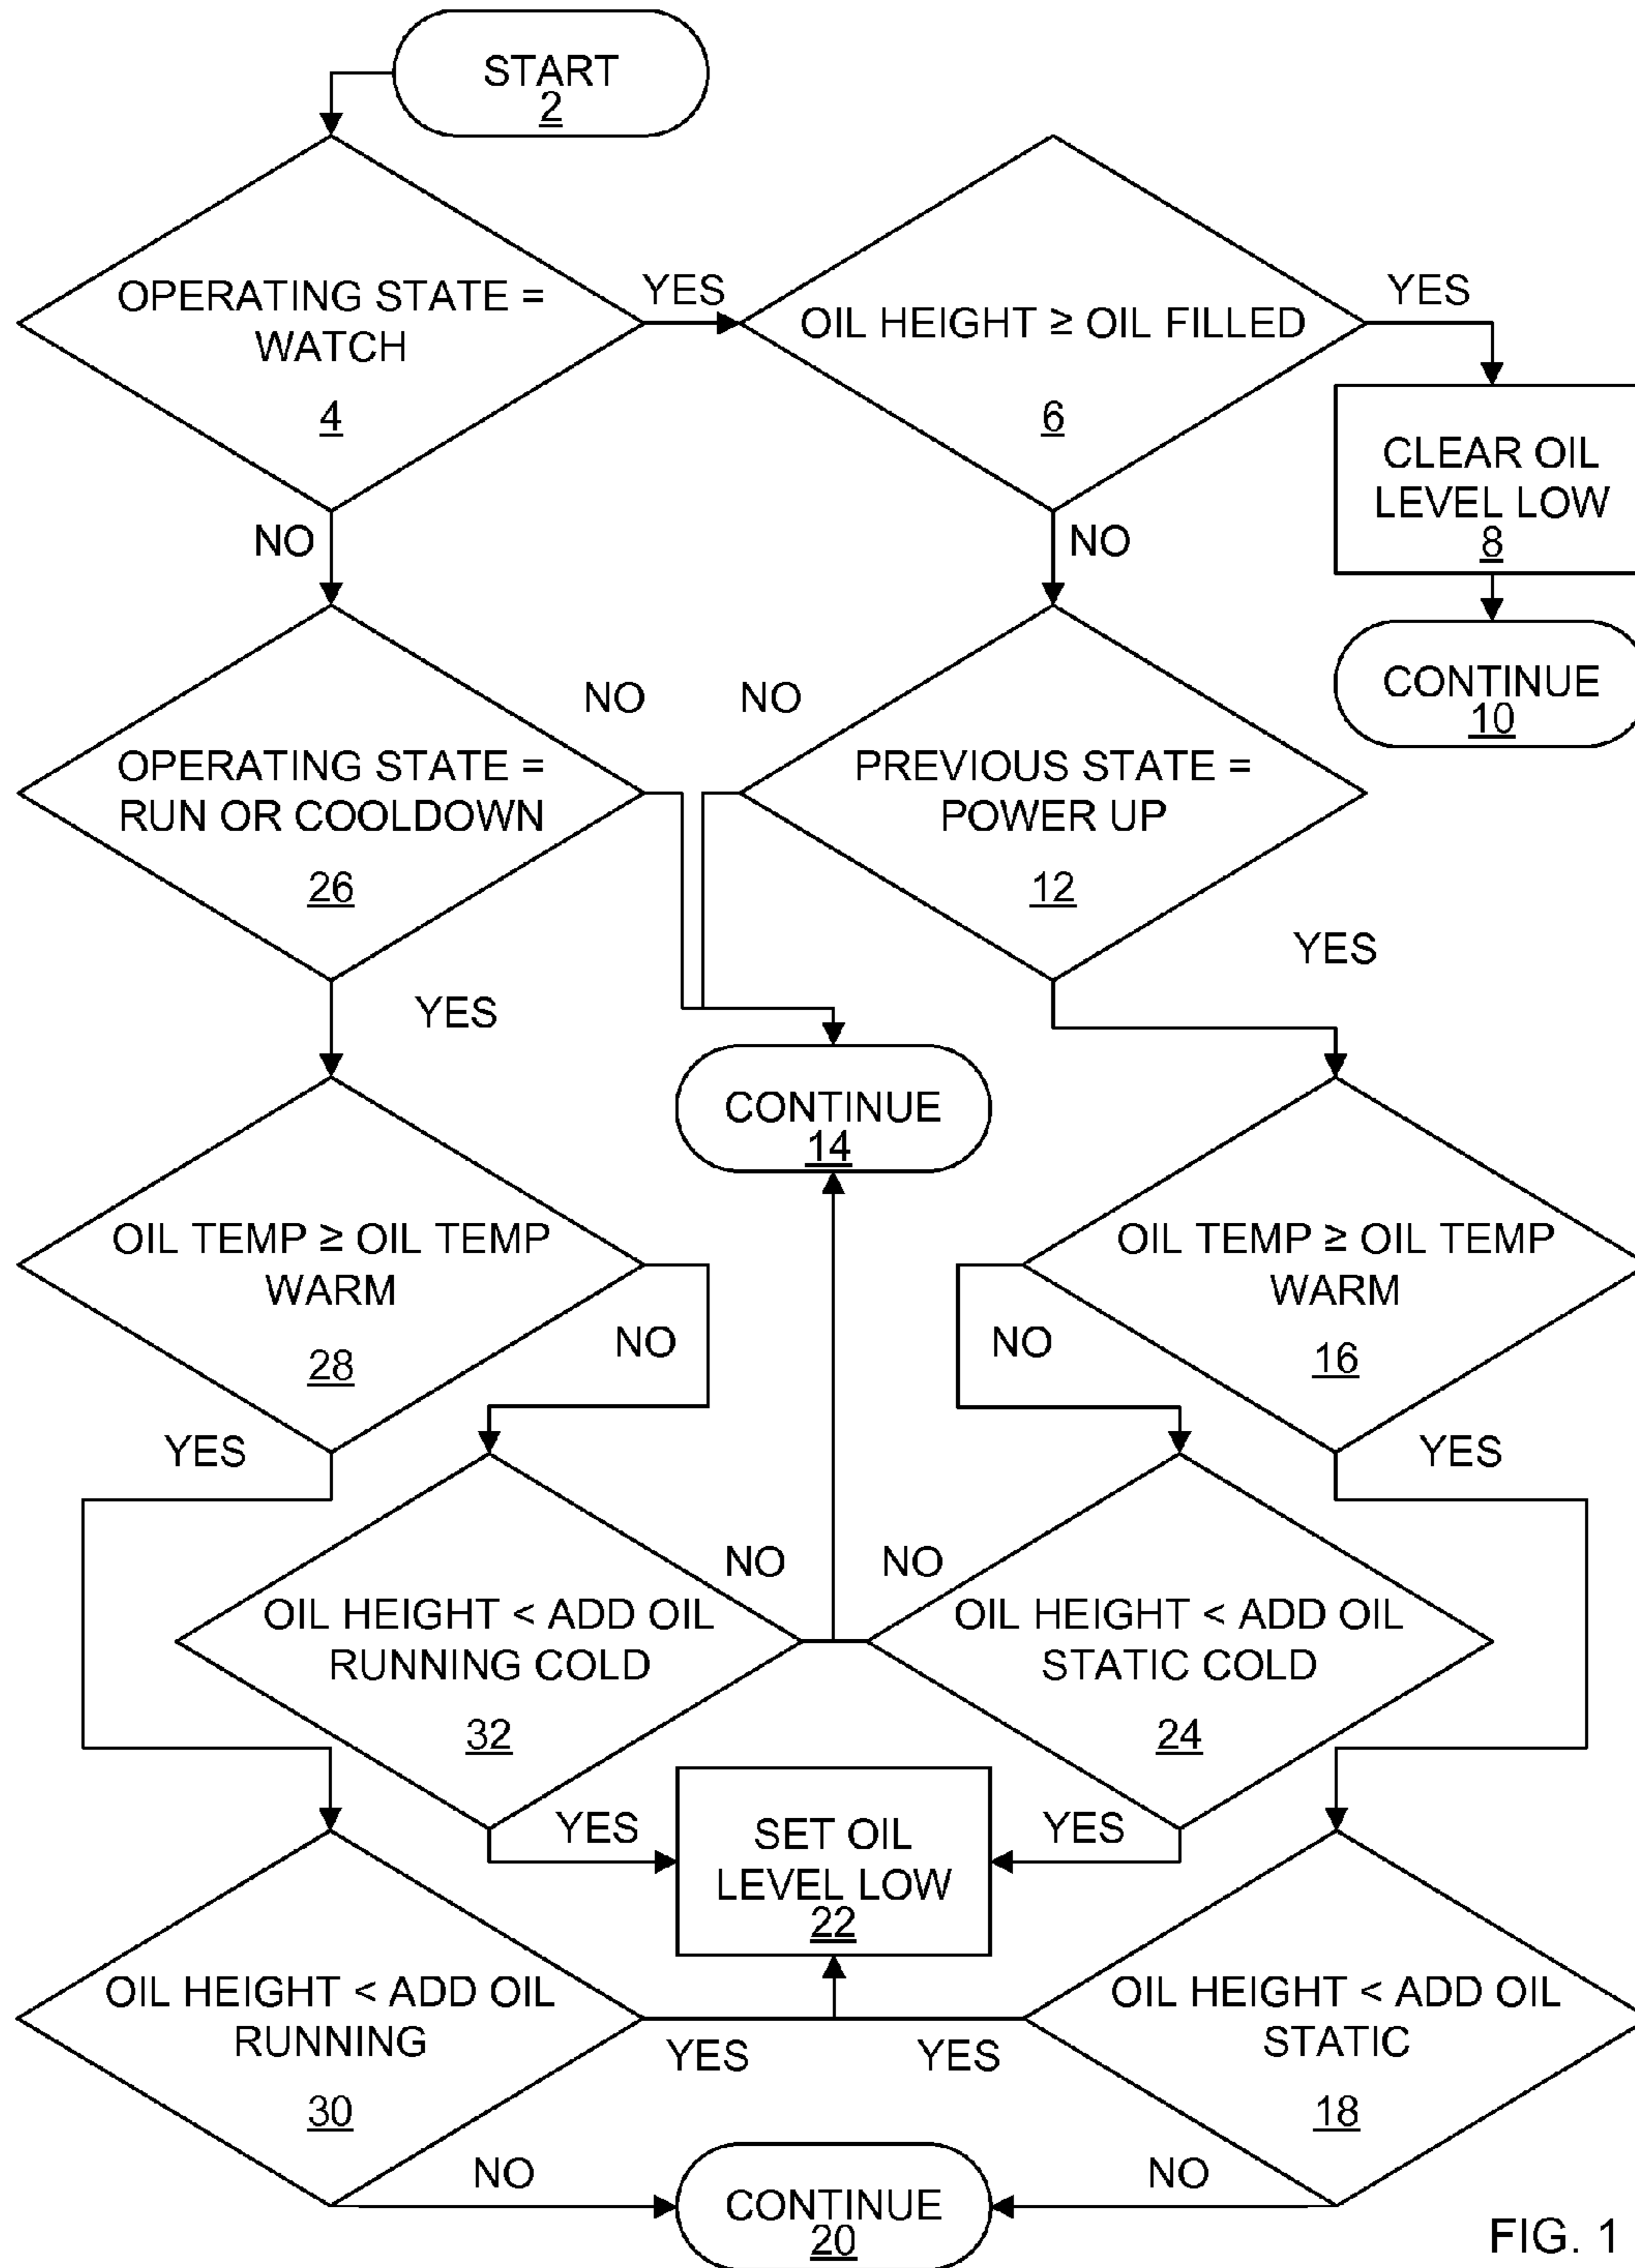 START
2
OPERATING STATE =
WATCH
4
YES
OIL HEIGHT ≥ OIL FILLED
6
YES
CLEAR OIL
LEVEL LOW
8
NO
NO
CONTINUE
10
OPERATING STATE =
RUN OR COOLDOWN
26
NO
NO
PREVIOUS STATE =
POWER UP
12
YES
YES
CONTINUE
14
OIL TEMP ≥ OIL TEMP
WARM
28
NO
OIL TEMP ≥ OIL TEMP
WARM
16
NO
YES
YES
OIL HEIGHT < ADD OIL
RUNNING COLD
32
NO
NO
OIL HEIGHT < ADD OIL
STATIC COLD
24
YES
SET OIL
LEVEL LOW
22
YES
OIL HEIGHT < ADD OIL
RUNNING
30
YES
YES
OIL HEIGHT < ADD OIL
STATIC
18
NO
CONTINUE
20
NO
FIG. 1